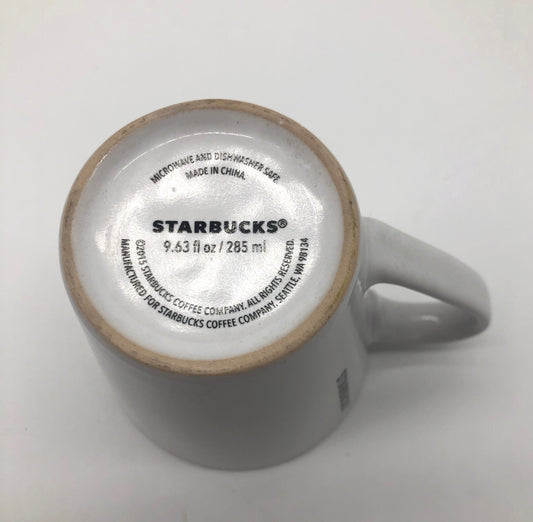 MICROWAVE AND DISHWASHER SAFE
MADE IN CHINA.
STARBUCKS®
9.63 fl oz / 285 ml
©2015 STARBUCKS COFFEE COMPANY. ALL RIGHTS RESERVED.
MANUFACTURED FOR STARBUCKS COFFEE COMPANY. SEATTLE, WA 98134